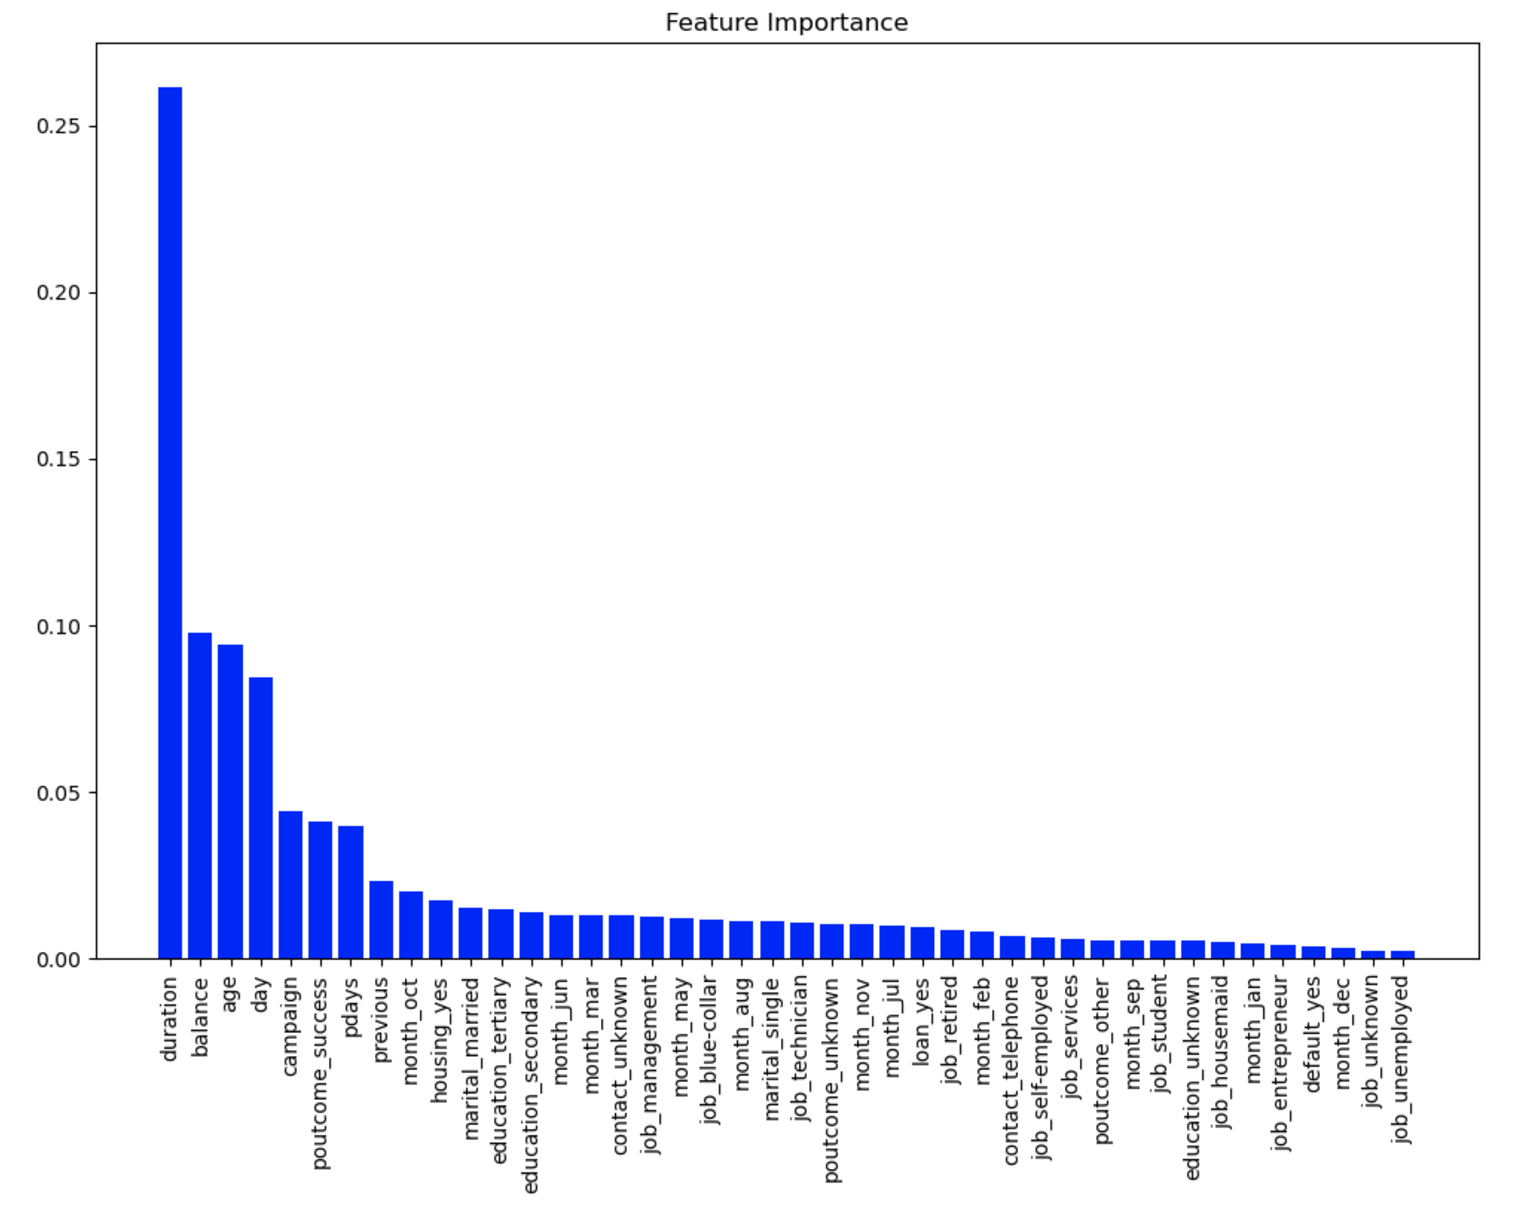 Feature Importance
0.25
0.20
0.15
0.10
0.05
0.00
duration
balance
age
day
campaign
poutcome_success
pdays
previous
month_oct
housing_yes
marital_married
education_tertiary
education_secondary
month_jun
month_mar
contact_unknown
job_management
month_may
job_blue-collar
month_aug
marital_single
job_technician
poutcome_unknown
month_nov
month_jul
loan_yes
job_retired
month_feb
contact_telephone
job_self-employed
job_services
poutcome_other
month_sep
job_student
education_unknown
job_housemaid
month_jan
job_entrepreneur
default_yes
month_dec
job_unknown
job_unemployed